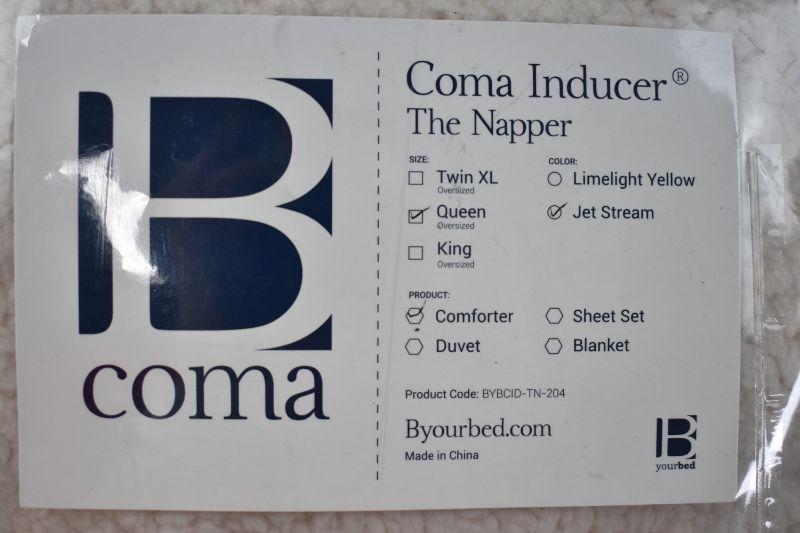 B
coma
Coma Inducer®
The Napper
SIZE:
Twin XL
Oversized
Queen
Oversized
King
Oversized
COLOR:
Limelight Yellow
Jet Stream
PRODUCT:
Comforter
Duvet
Sheet Set
Blanket
Product Code: BYBCID-TN-204
Byourbed.com
Made in China
B
yourbed